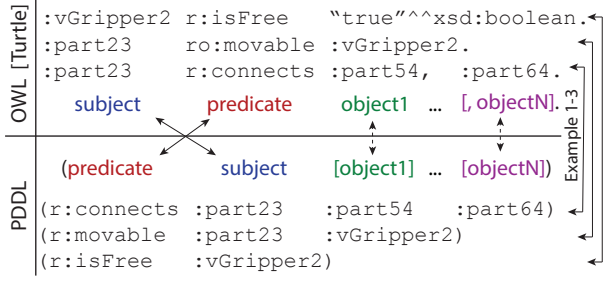 OWL [Turtle]
:vGripper2 r:isFree "true"^^xsd:boolean.
:part23 ro:movable :vGripper2.
:part23 r:connects :part54, :part64.
subject predicate object1 ... [, objectN].
Example 1-3
PDDL
(predicate subject [object1] ... [objectN])
(r:connects :part23 :part54 :part64)
(r:movable :part23 :vGripper2)
(r:isFree :vGripper2)